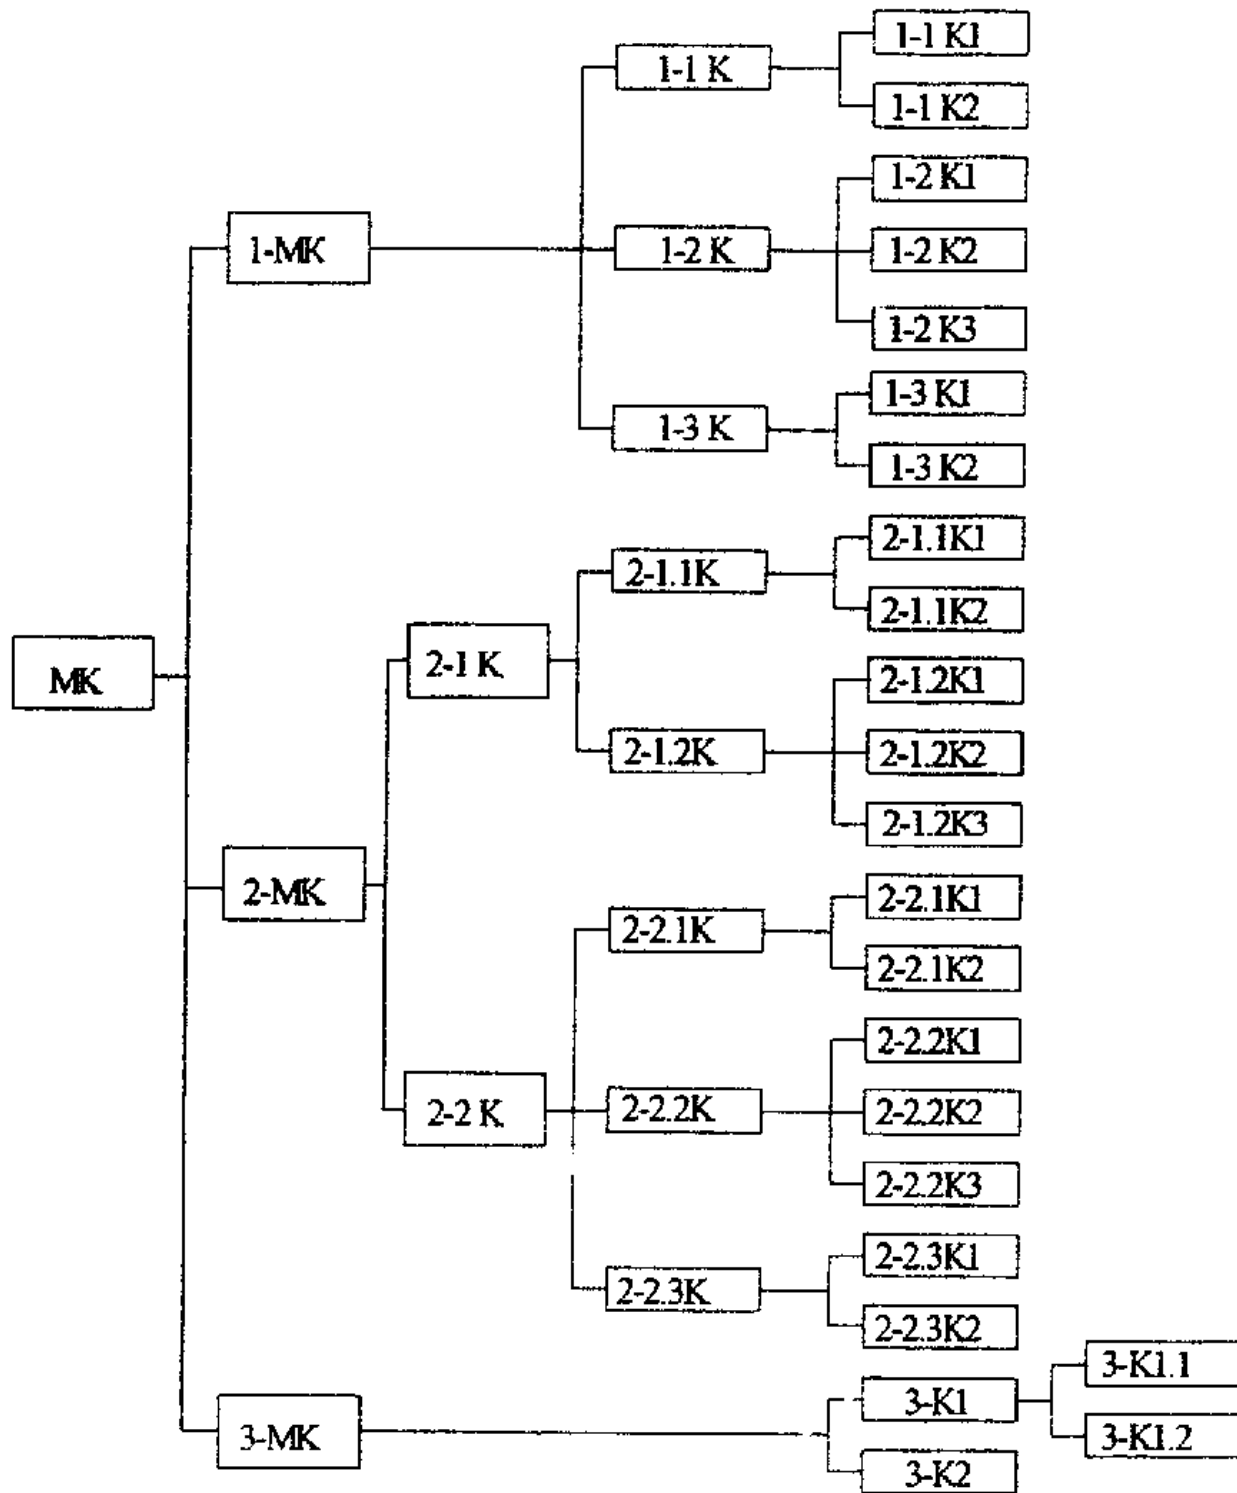 1-1 K1
1-1 K
1-1 K2
1-2 K1
1-MK
1-2 K
1-2 K2
1-2 K3
1-3 K1
1-3 K
1-3 K2
2-1.1K1
2-1.1K
2-1.1K2
2-1 K
MK
2-1.2K1
2-1.2K
2-1.2K2
2-1.2K3
2-MK
2-2.1K1
2-2.1K
2-2.1K2
2-2.2K1
2-2 K
2-2.2K
2-2.2K2
2-2.2K3
2-2.3K1
2-2.3K
2-2.3K2
3-K1.1
3-K1
3-MK
3-K1.2
3-K2